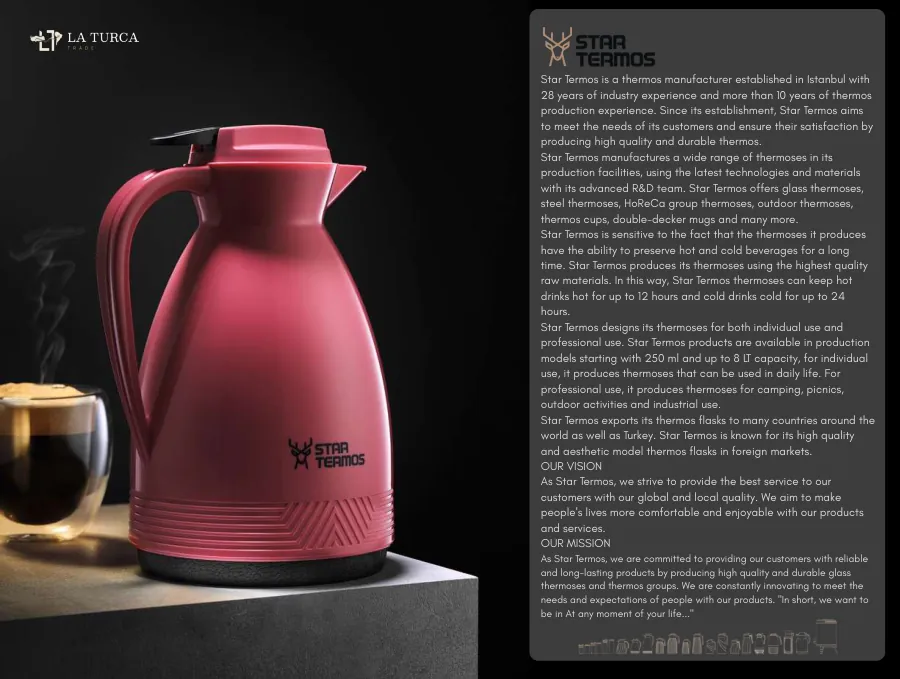 LA TURCA
TRADE
STAR
TERMOS
STAR
TERMOS
Star Termos is a thermos manufacturer established in Istanbul with
28 years of industry experience and more than 10 years of thermos
production experience. Since its establishment, Star Termos aims
to meet the needs of its customers and ensure their satisfaction by
producing high quality and durable thermos.
Star Termos manufactures a wide range of thermoses in its
production facilities, using the latest technologies and materials
with its advanced R&D team. Star Termos offers glass thermoses,
steel thermoses, HoReCa group thermoses, outdoor thermoses,
thermos cups, double-decker mugs and many more.
Star Termos is sensitive to the fact that the thermoses it produces
have the ability to preserve hot and cold beverages for a long
time. Star Termos produces its thermoses using the highest quality
raw materials. In this way, Star Termos thermoses can keep hot
drinks hot for up to 12 hours and cold drinks cold for up to 24
hours.
Star Termos designs its thermoses for both individual use and
professional use. Star Termos products are available in production
models starting with 250 ml and up to 8 LT capacity, for individual
use, it produces thermoses that can be used in daily life. For
professional use, it produces thermoses for camping, picnics,
outdoor activities and industrial use.
Star Termos exports its thermos flasks to many countries around the
world as well as Turkey. Star Termos is known for its high quality
and aesthetic model thermos flasks in foreign markets.
OUR VISION
As Star Termos, we strive to provide the best service to our
customers with our global and local quality. We aim to make
people's lives more comfortable and enjoyable with our products
and services.
OUR MISSION
As Star Termos, we are committed to providing our customers with reliable
and long-lasting products by producing high quality and durable glass
thermoses and thermos groups. We are constantly innovating to meet the
needs and expectations of people with our products. "In short, we want to
be in At any moment of your life..."